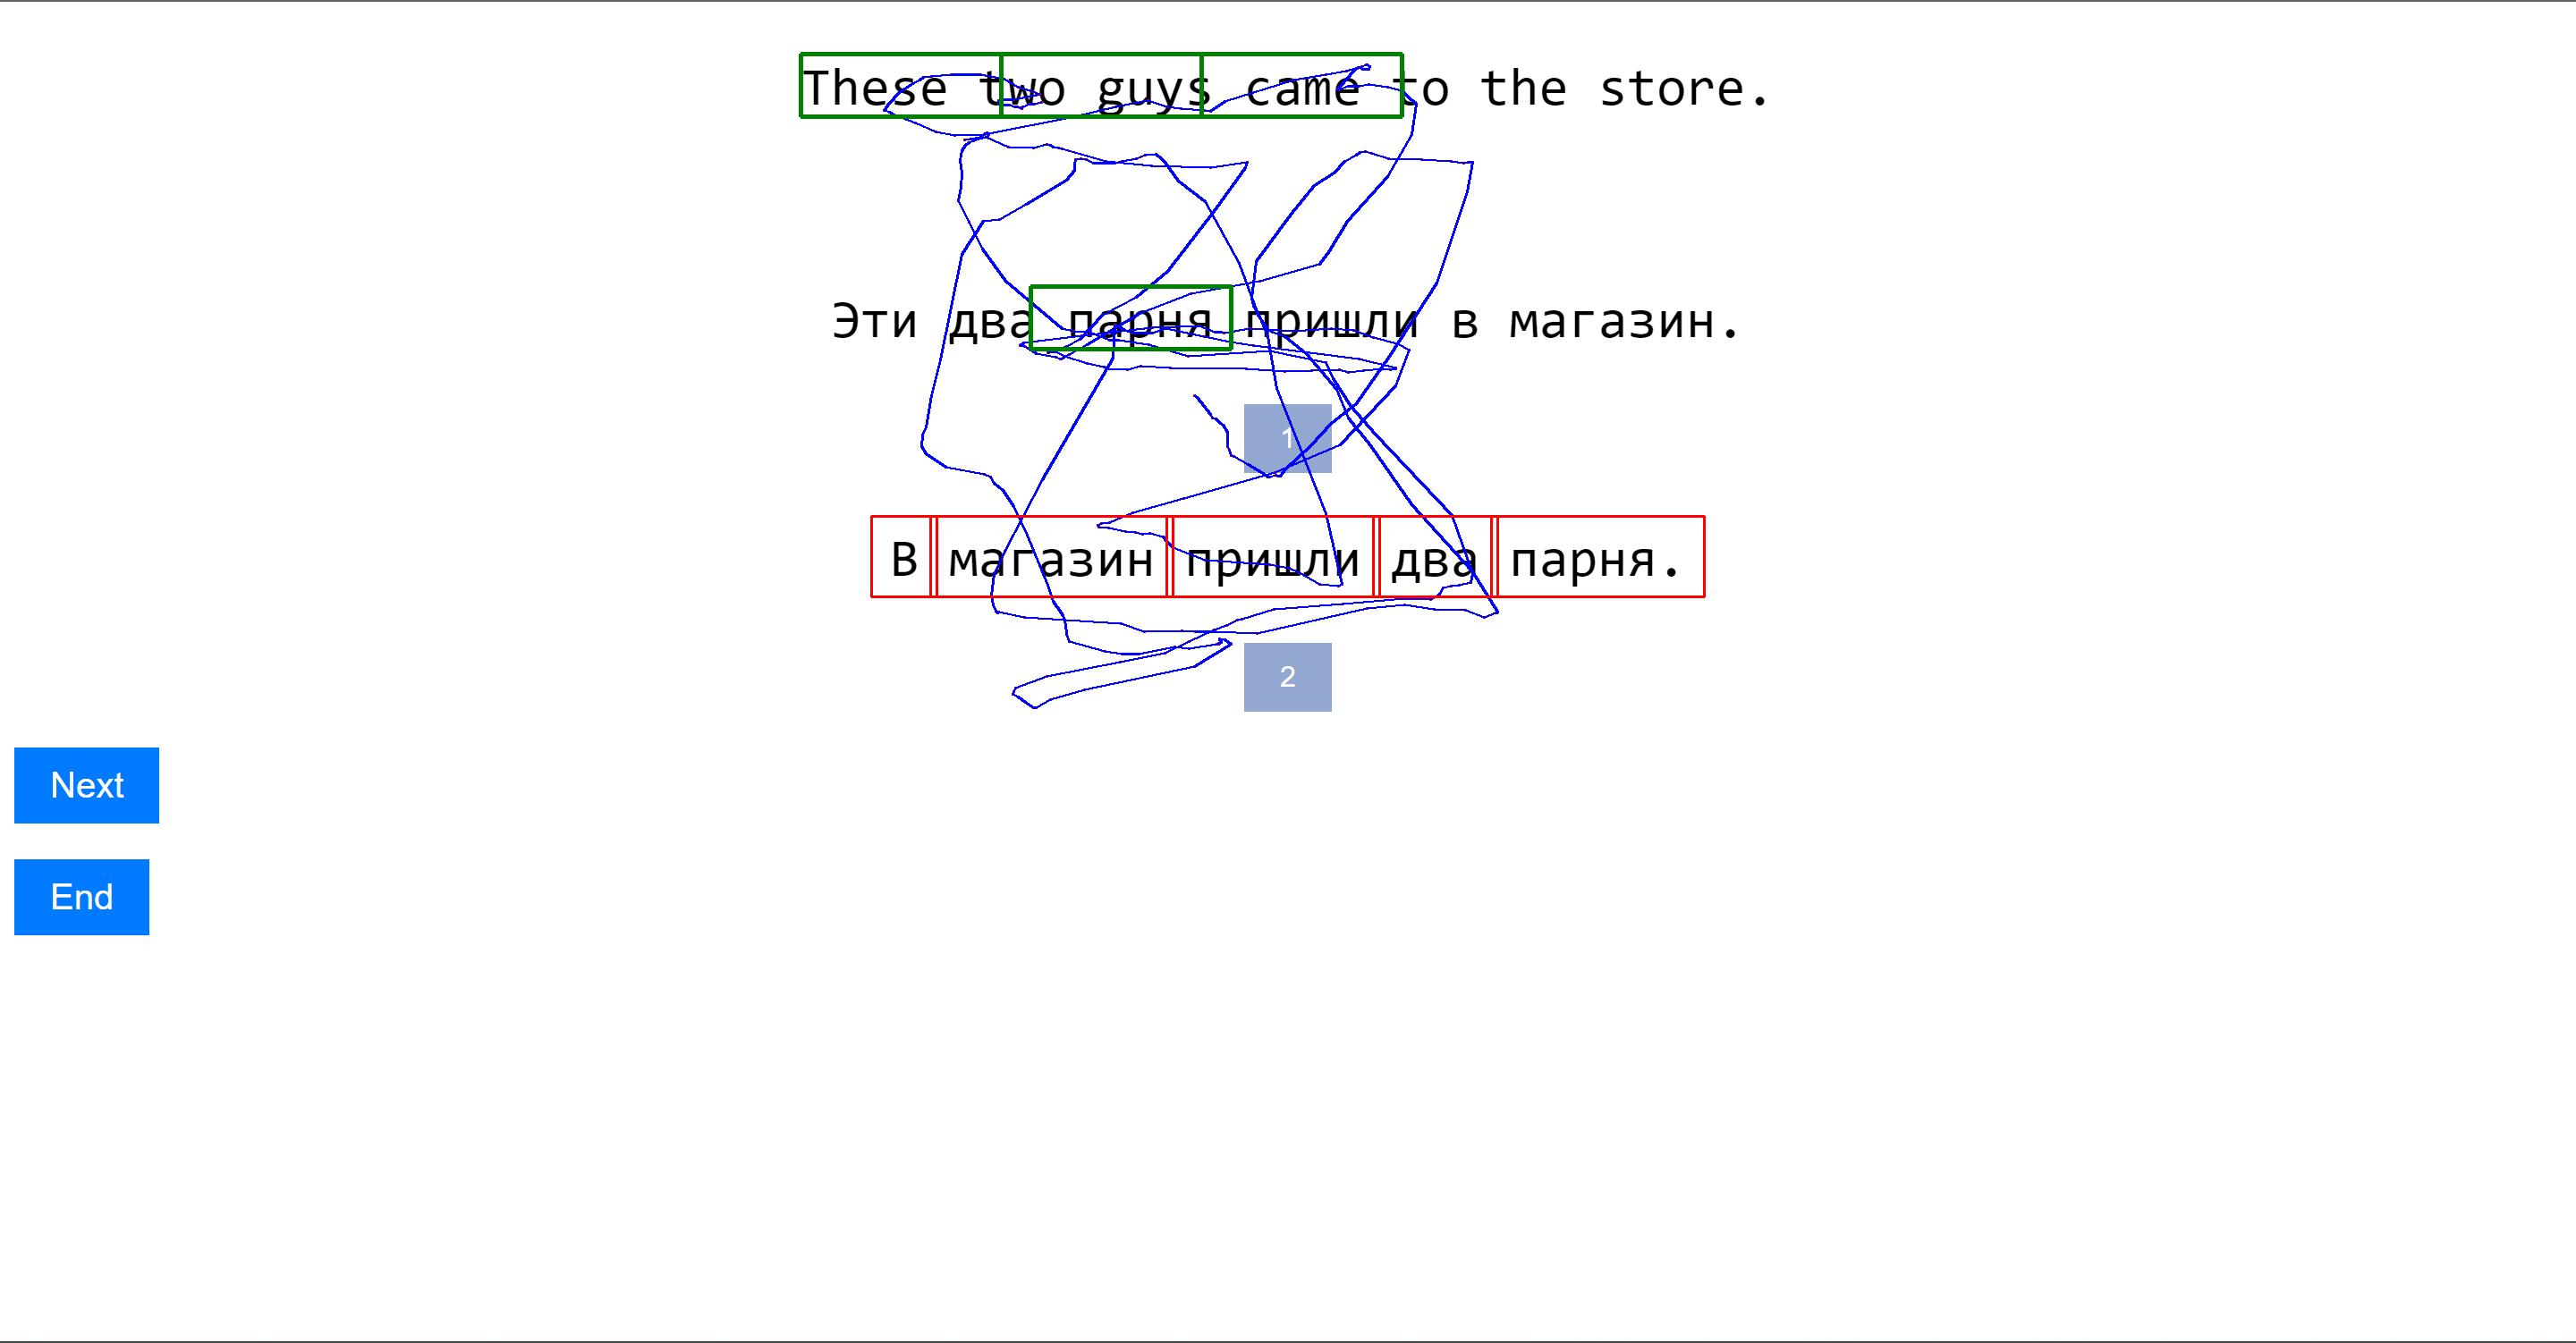 These two guys came to the store.
Эти два парня пришли в магазин.
1
В магазин пришли два парня.
2
Next
End